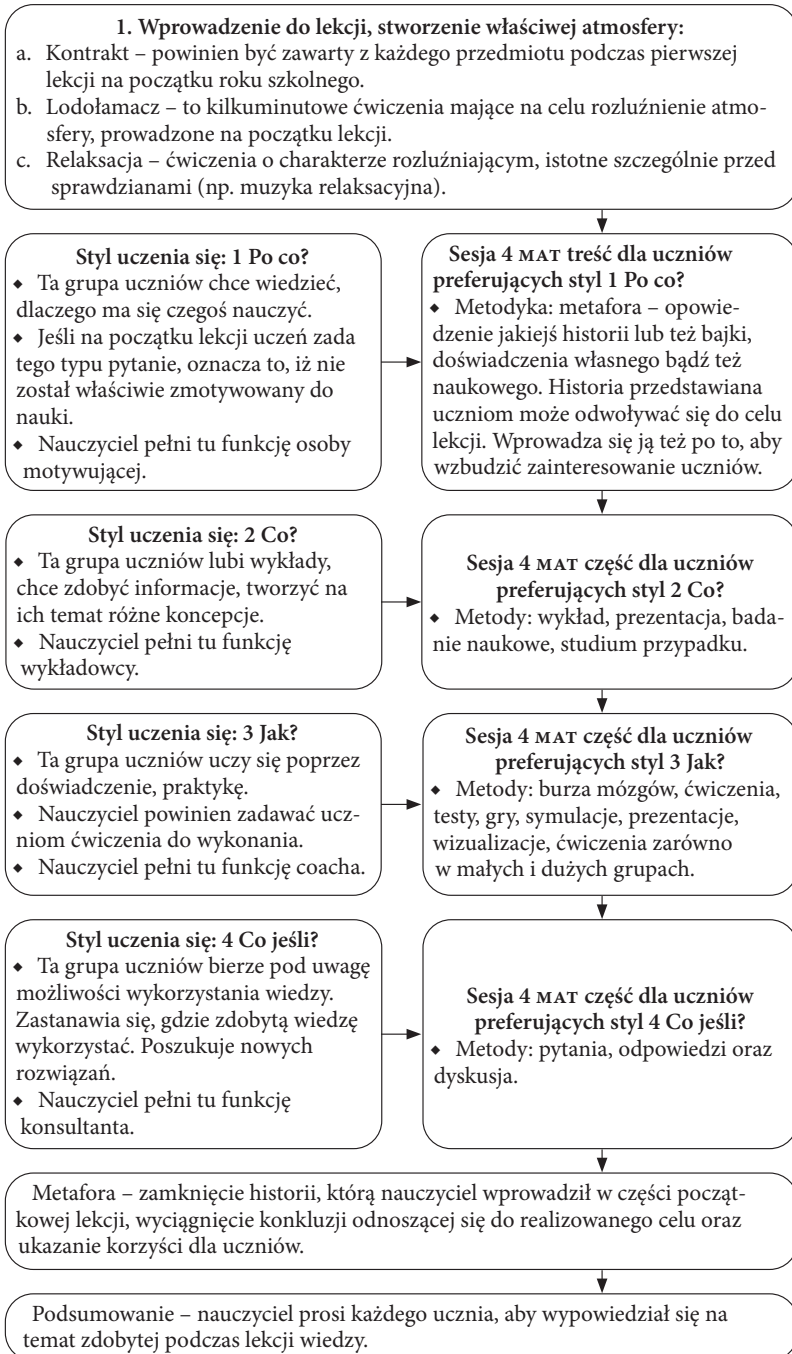 1. Wprowadzenie do lekcji, stworzenie właściwej atmosfery:
a. Kontrakt – powinien być zawarty z każdego przedmiotu podczas pierwszej
lekcji na początku roku szkolnego.
b. Lodołamacz – to kilkuminutowe ćwiczenia mające na celu rozluźnienie atmo-
sfery, prowadzone na początku lekcji.
c. Relaksacja – ćwiczenia o charakterze rozluźniającym, istotne szczególnie przed
sprawdzianami (np. muzyka relaksacyjna).
Styl uczenia się: 1 Po co?
◆ Ta grupa uczniów chce wiedzieć,
dlaczego ma się czegoś nauczyć.
◆ Jeśli na początku lekcji uczeń zada
tego typu pytanie, oznacza to, iż nie
został właściwie zmotywowany do
nauki.
◆ Nauczyciel pełni tu funkcję osoby
motywującej.
Sesja 4 MAT treść dla uczniów
preferujących styl 1 Po co?
◆ Metodyka: metafora – opowie-
dzenie jakiejś historii lub też bajki,
doświadczenia własnego bądź też
naukowego. Historia przedstawiana
uczniom może odwoływać się do celu
lekcji. Wprowadza się ją też po to, aby
wzbudzić zainteresowanie uczniów.
Styl uczenia się: 2 Co?
◆ Ta grupa uczniów lubi wykłady,
chce zdobyć informacje, tworzyć na
ich temat różne koncepcje.
◆ Nauczyciel pełni tu funkcję
wykładowcy.
Sesja 4 MAT część dla uczniów
preferujących styl 2 Co?
◆ Metody: wykład, prezentacja, bada-
nie naukowe, studium przypadku.
Styl uczenia się: 3 Jak?
◆ Ta grupa uczniów uczy się poprzez
doświadczenie, praktykę.
◆ Nauczyciel powinien zadawać ucz-
niom ćwiczenia do wykonania.
◆ Nauczyciel pełni tu funkcję coacha.
Sesja 4 MAT część dla uczniów
preferujących styl 3 Jak?
◆ Metody: burza mózgów, ćwiczenia,
testy, gry, symulacje, prezentacje,
wizualizacje, ćwiczenia zarówno
w małych i dużych grupach.
Styl uczenia się: 4 Co jeśli?
◆ Ta grupa uczniów bierze pod uwagę
możliwości wykorzystania wiedzy.
Zastanawia się, gdzie zdobytą wiedzę
wykorzystać. Poszukuje nowych
rozwiązań.
◆ Nauczyciel pełni tu funkcję
konsultanta.
Sesja 4 MAT część dla uczniów
preferujących styl 4 Co jeśli?
◆ Metody: pytania, odpowiedzi oraz
dyskusja.
Metafora – zamknięcie historii, którą nauczyciel wprowadził w części począt-
kowej lekcji, wyciągnięcie konkluzji odnoszącej się do realizowanego celu oraz
ukazanie korzyści dla uczniów.
Podsumowanie – nauczyciel prosi każdego ucznia, aby wypowiedział się na
temat zdobytej podczas lekcji wiedzy.